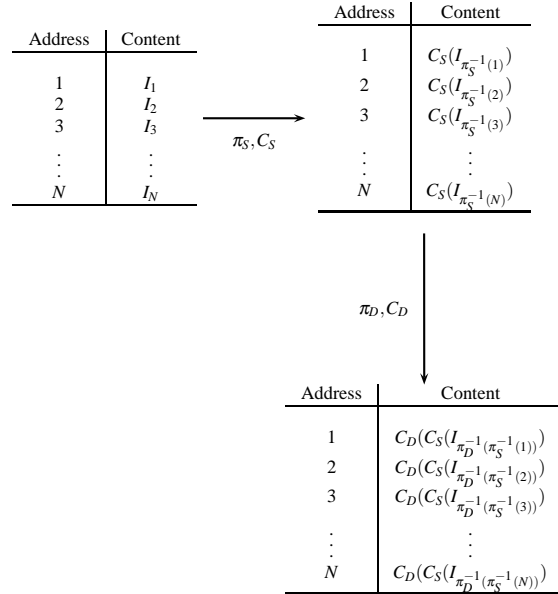 Address Content
1 I_1
2 I_2
3 I_3
⋮ ⋮
N I_N
π_S, C_S
Address Content
1 C_S(I_{π_S^{-1}(1)})
2 C_S(I_{π_S^{-1}(2)})
3 C_S(I_{π_S^{-1}(3)})
⋮ ⋮
N C_S(I_{π_S^{-1}(N)})
π_D, C_D
Address Content
1 C_D(C_S(I_{π_D^{-1}(π_S^{-1}(1))})
2 C_D(C_S(I_{π_D^{-1}(π_S^{-1}(2))})
3 C_D(C_S(I_{π_D^{-1}(π_S^{-1}(3))})
⋮ ⋮
N C_D(C_S(I_{π_D^{-1}(π_S^{-1}(N))})